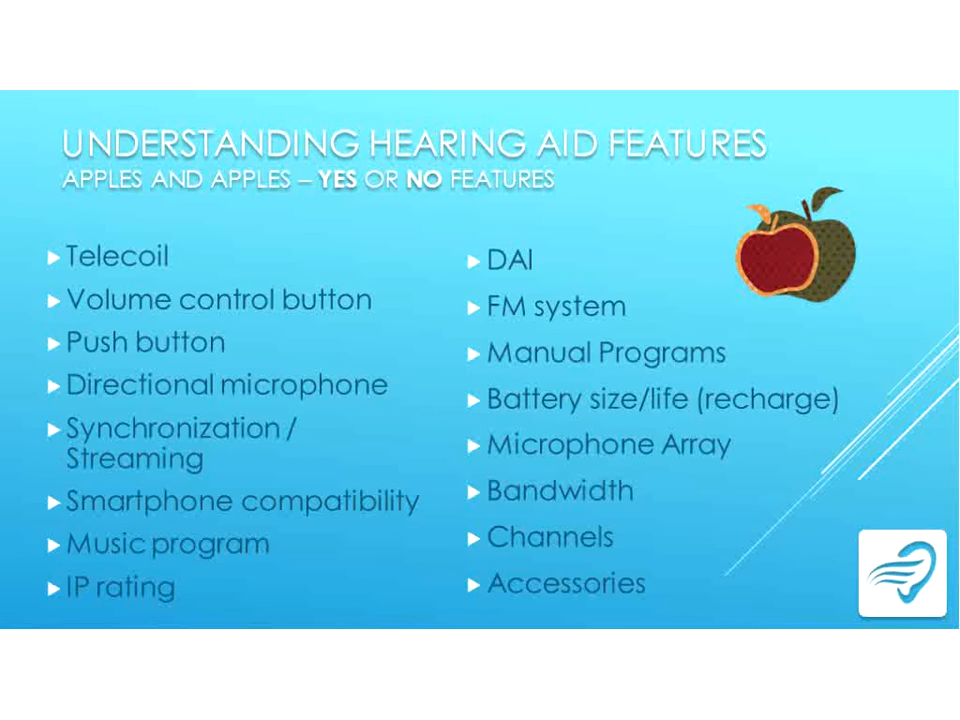 UNDERSTANDING HEARING AID FEATURES
APPLES AND APPLES – YES OR NO FEATURES
Telecoil
Volume control button
Push button
Directional microphone
Synchronization /
Streaming
Smartphone compatibility
Music program
IP rating
DAI
FM system
Manual Programs
Battery size/life (recharge)
Microphone Array
Bandwidth
Channels
Accessories